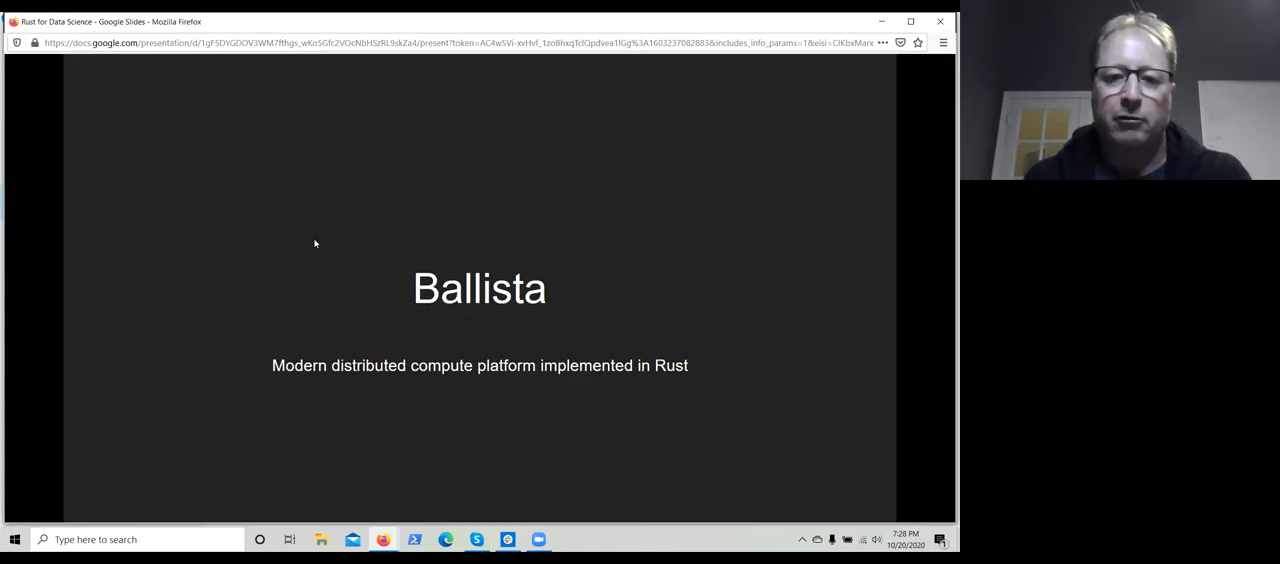 Rust for Data Science - Google Slides - Mozilla Firefox
Ballista
Modern distributed compute platform implemented in Rust
Type here to search
7:28 PM
10/20/2020